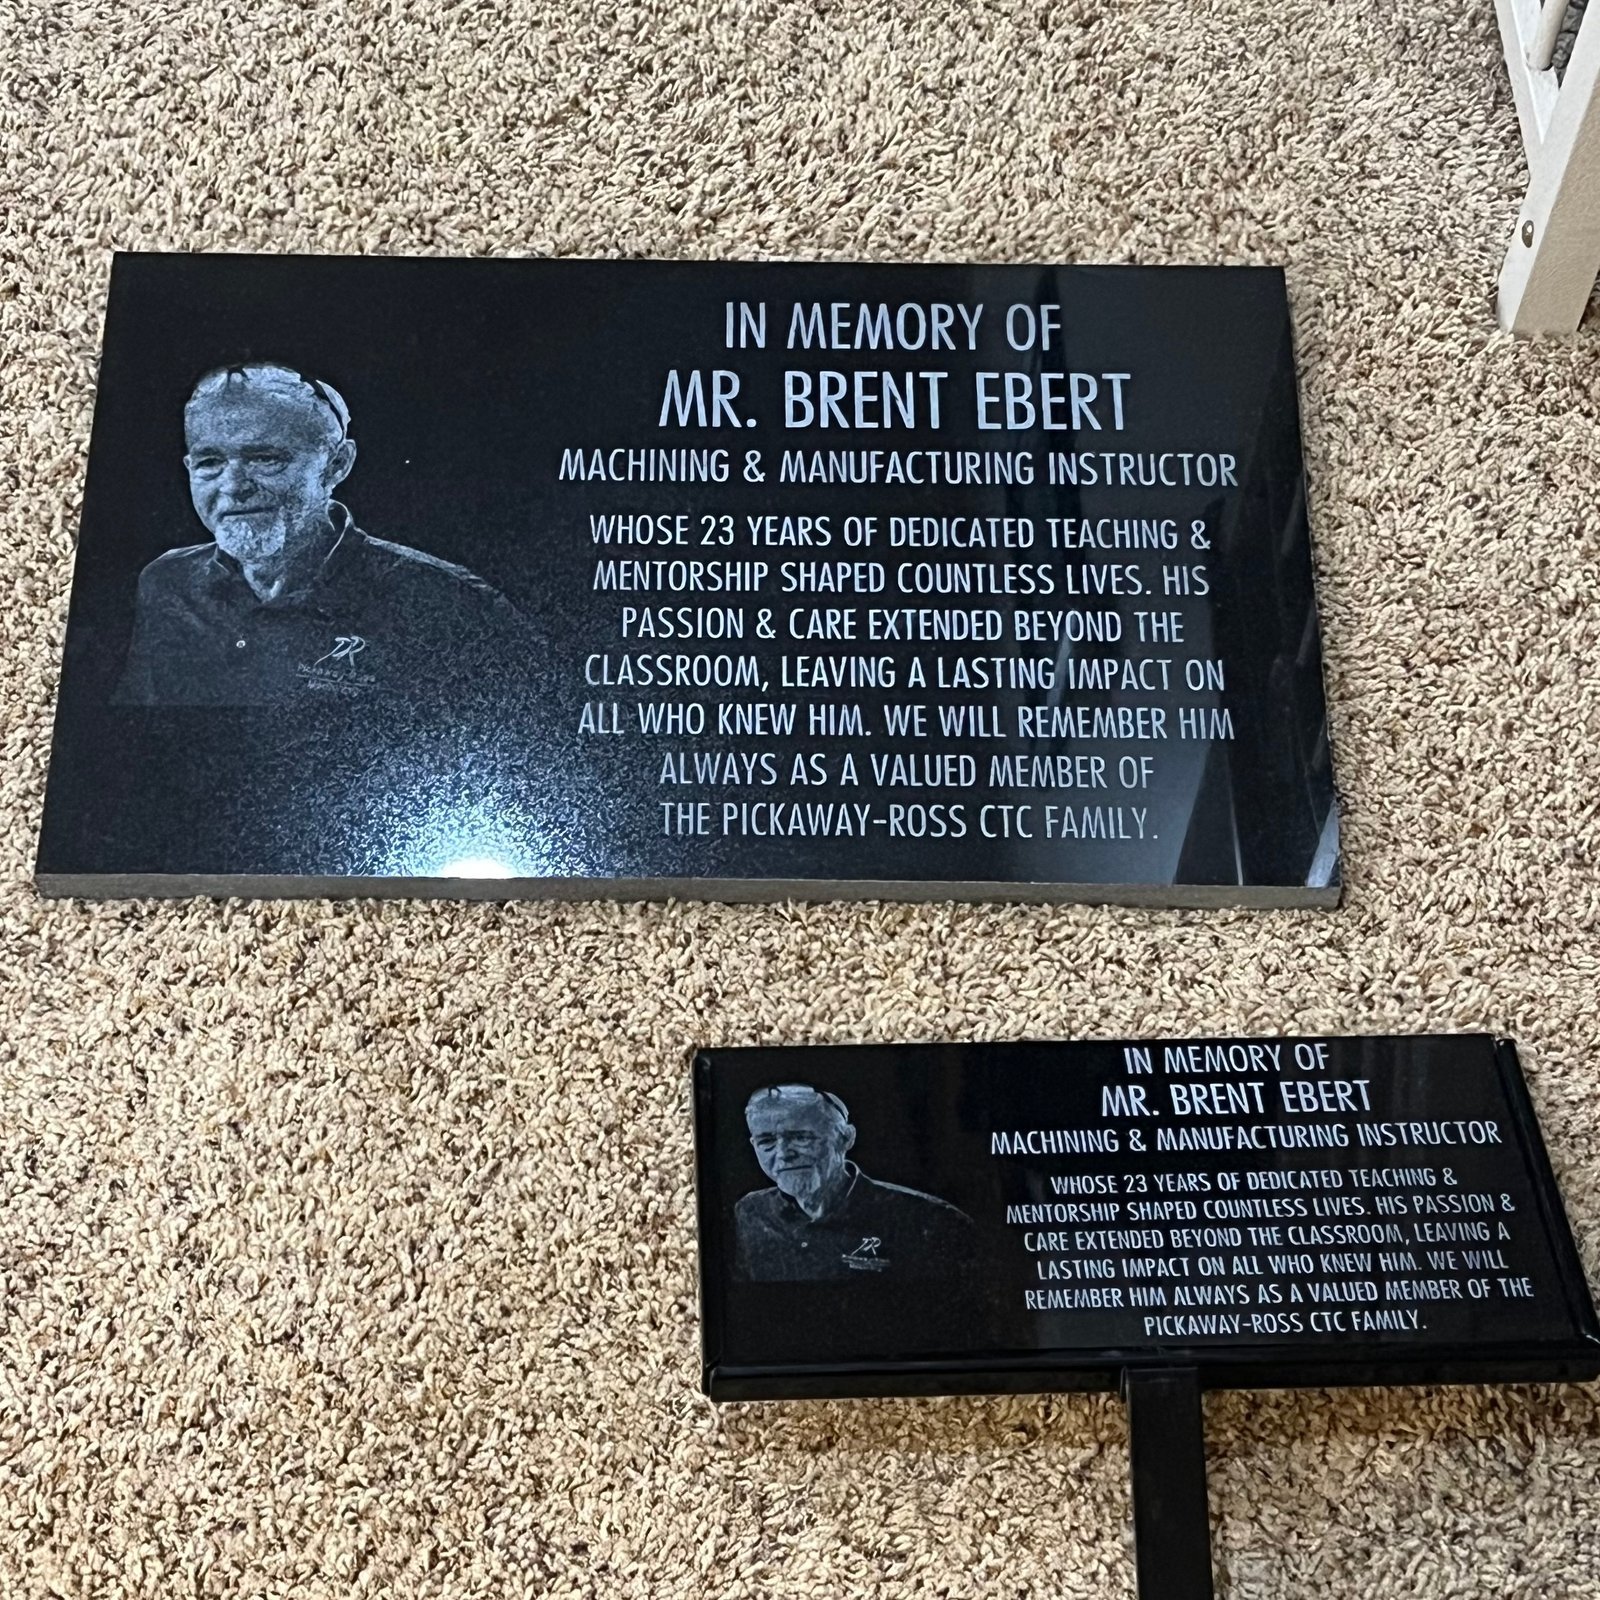 IN MEMORY OF
MR. BRENT EBERT
MACHINING & MANUFACTURING INSTRUCTOR
WHOSE 23 YEARS OF DEDICATED TEACHING &
MENTORSHIP SHAPED COUNTLESS LIVES. HIS
PASSION & CARE EXTENDED BEYOND THE
CLASSROOM, LEAVING A LASTING IMPACT ON
ALL WHO KNEW HIM. WE WILL REMEMBER HIM
ALWAYS AS A VALUED MEMBER OF
THE PICKAWAY-ROSS CTC FAMILY.
PR
IN MEMORY OF
MR. BRENT EBERT
MACHINING & MANUFACTURING INSTRUCTOR
WHOSE 23 YEARS OF DEDICATED TEACHING &
MENTORSHIP SHAPED COUNTLESS LIVES. HIS PASSION &
CARE EXTENDED BEYOND THE CLASSROOM, LEAVING A
LASTING IMPACT ON ALL WHO KNEW HIM. WE WILL
REMEMBER HIM ALWAYS AS A VALUED MEMBER OF THE
PICKAWAY-ROSS CTC FAMILY.
PR